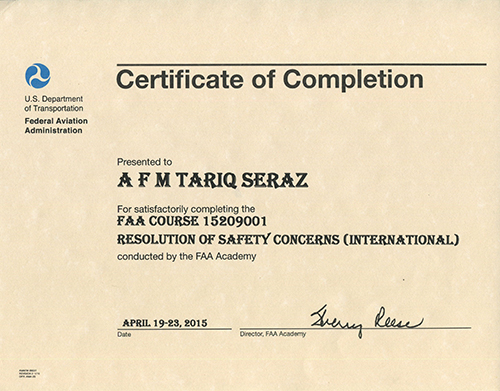 Certificate of Completion
U.S. Department
of Transportation
Federal Aviation
Administration
Presented to
A F M TARIQ SERAZ
For satisfactorily completing the
FAA COURSE 15209001
RESOLUTION OF SAFETY CONCERNS (INTERNATIONAL)
conducted by the FAA Academy
APRIL 19-23, 2015
Sherry Reese
Date
Director, FAA Academy